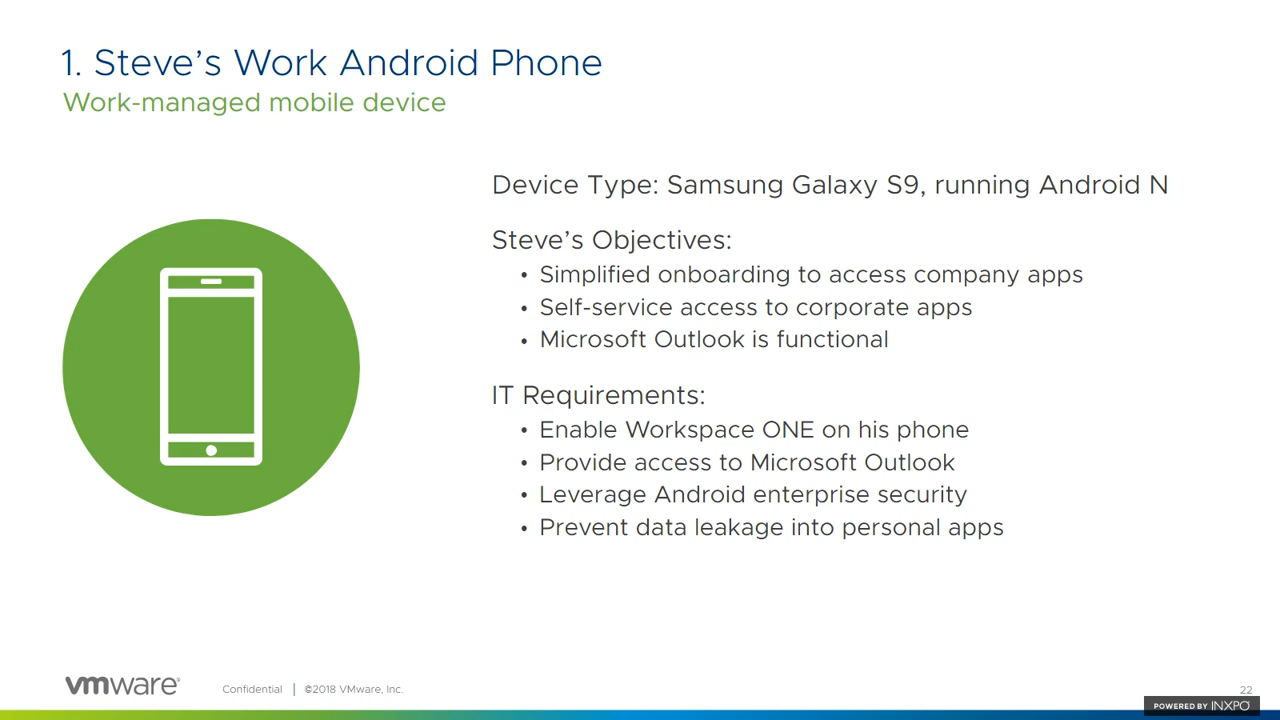 1. Steve’s Work Android Phone
Work-managed mobile device
Device Type: Samsung Galaxy S9, running Android N
Steve’s Objectives:
• Simplified onboarding to access company apps
• Self-service access to corporate apps
• Microsoft Outlook is functional
IT Requirements:
• Enable Workspace ONE on his phone
• Provide access to Microsoft Outlook
• Leverage Android enterprise security
• Prevent data leakage into personal apps
vmware®
Confidential | ©2018 VMware, Inc.
22
POWERED BY INXPO